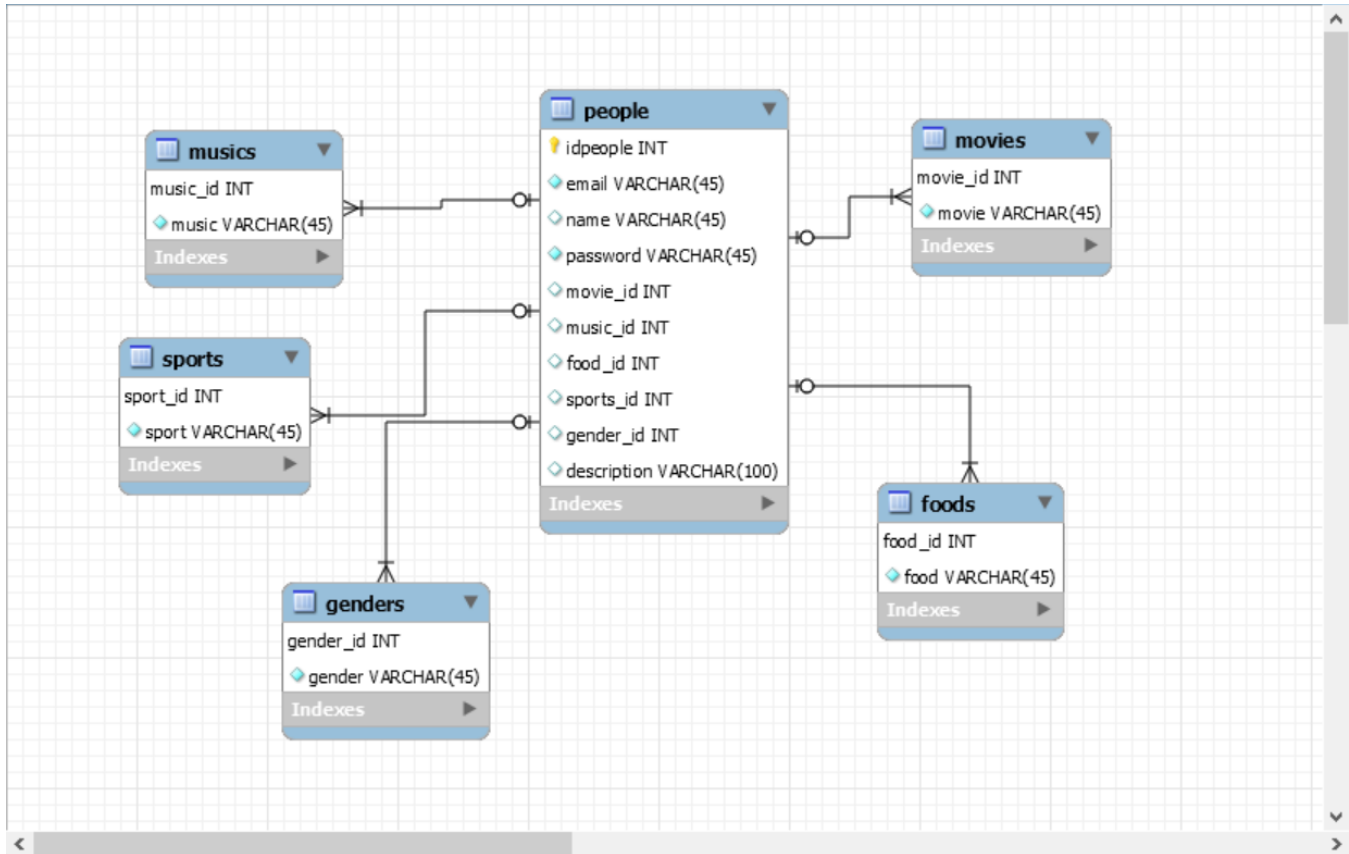 people
idpeople INT
email VARCHAR(45)
name VARCHAR(45)
password VARCHAR(45)
movie_id INT
music_id INT
food_id INT
sports_id INT
gender_id INT
description VARCHAR(100)
Indexes
musics
music_id INT
music VARCHAR(45)
Indexes
movies
movie_id INT
movie VARCHAR(45)
Indexes
sports
sport_id INT
sport VARCHAR(45)
Indexes
foods
food_id INT
food VARCHAR(45)
Indexes
genders
gender_id INT
gender VARCHAR(45)
Indexes